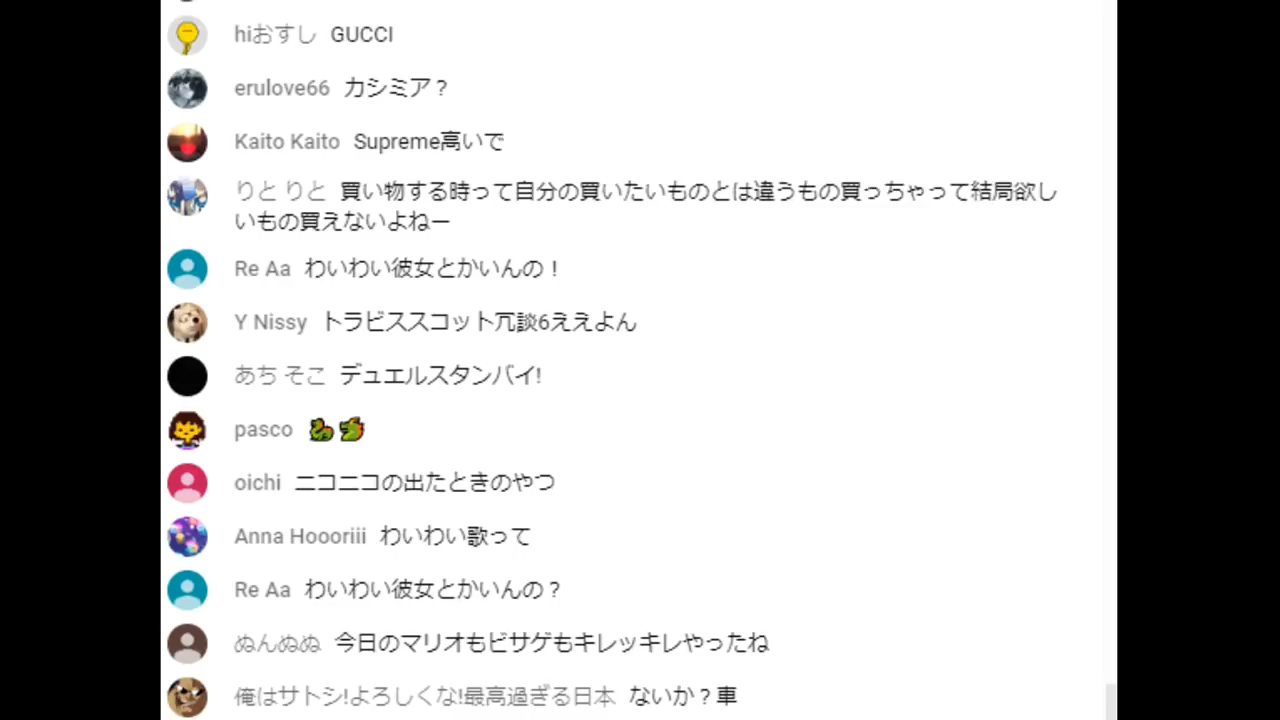 hiおすし GUCCI
erulove66 カシミア？
Kaito Kaito Supreme高いで
りと りと 買い物する時って自分の買いたいものとは違うもの買っちゃって結局欲し
いもの買えないよねー
Re Aa わいわい彼女とかいんの！
Y Nissy トラビススコット冗談6ええよん
あち そこ デュエルスタンバイ!
pasco
oichi ニコニコの出たときのやつ
Anna Hoooriii わいわい歌って
Re Aa わいわい彼女とかいんの？
ぬんぬぬ 今日のマリオもビサゲもキレッキレやったね
俺はサトシ!よろしくな!最高過ぎる日本 ないか？車